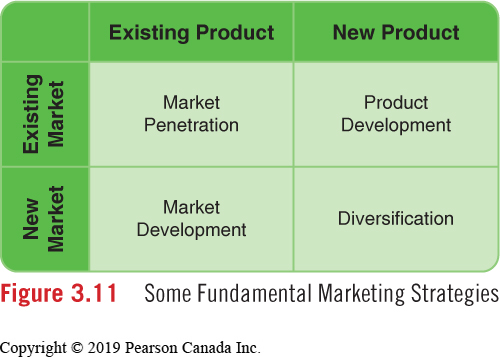 Existing Product New Product
Existing
Market
Market
Penetration
Product
Development
New
Market
Market
Development
Diversification
Figure 3.11 Some Fundamental Marketing Strategies
Copyright © 2019 Pearson Canada Inc.